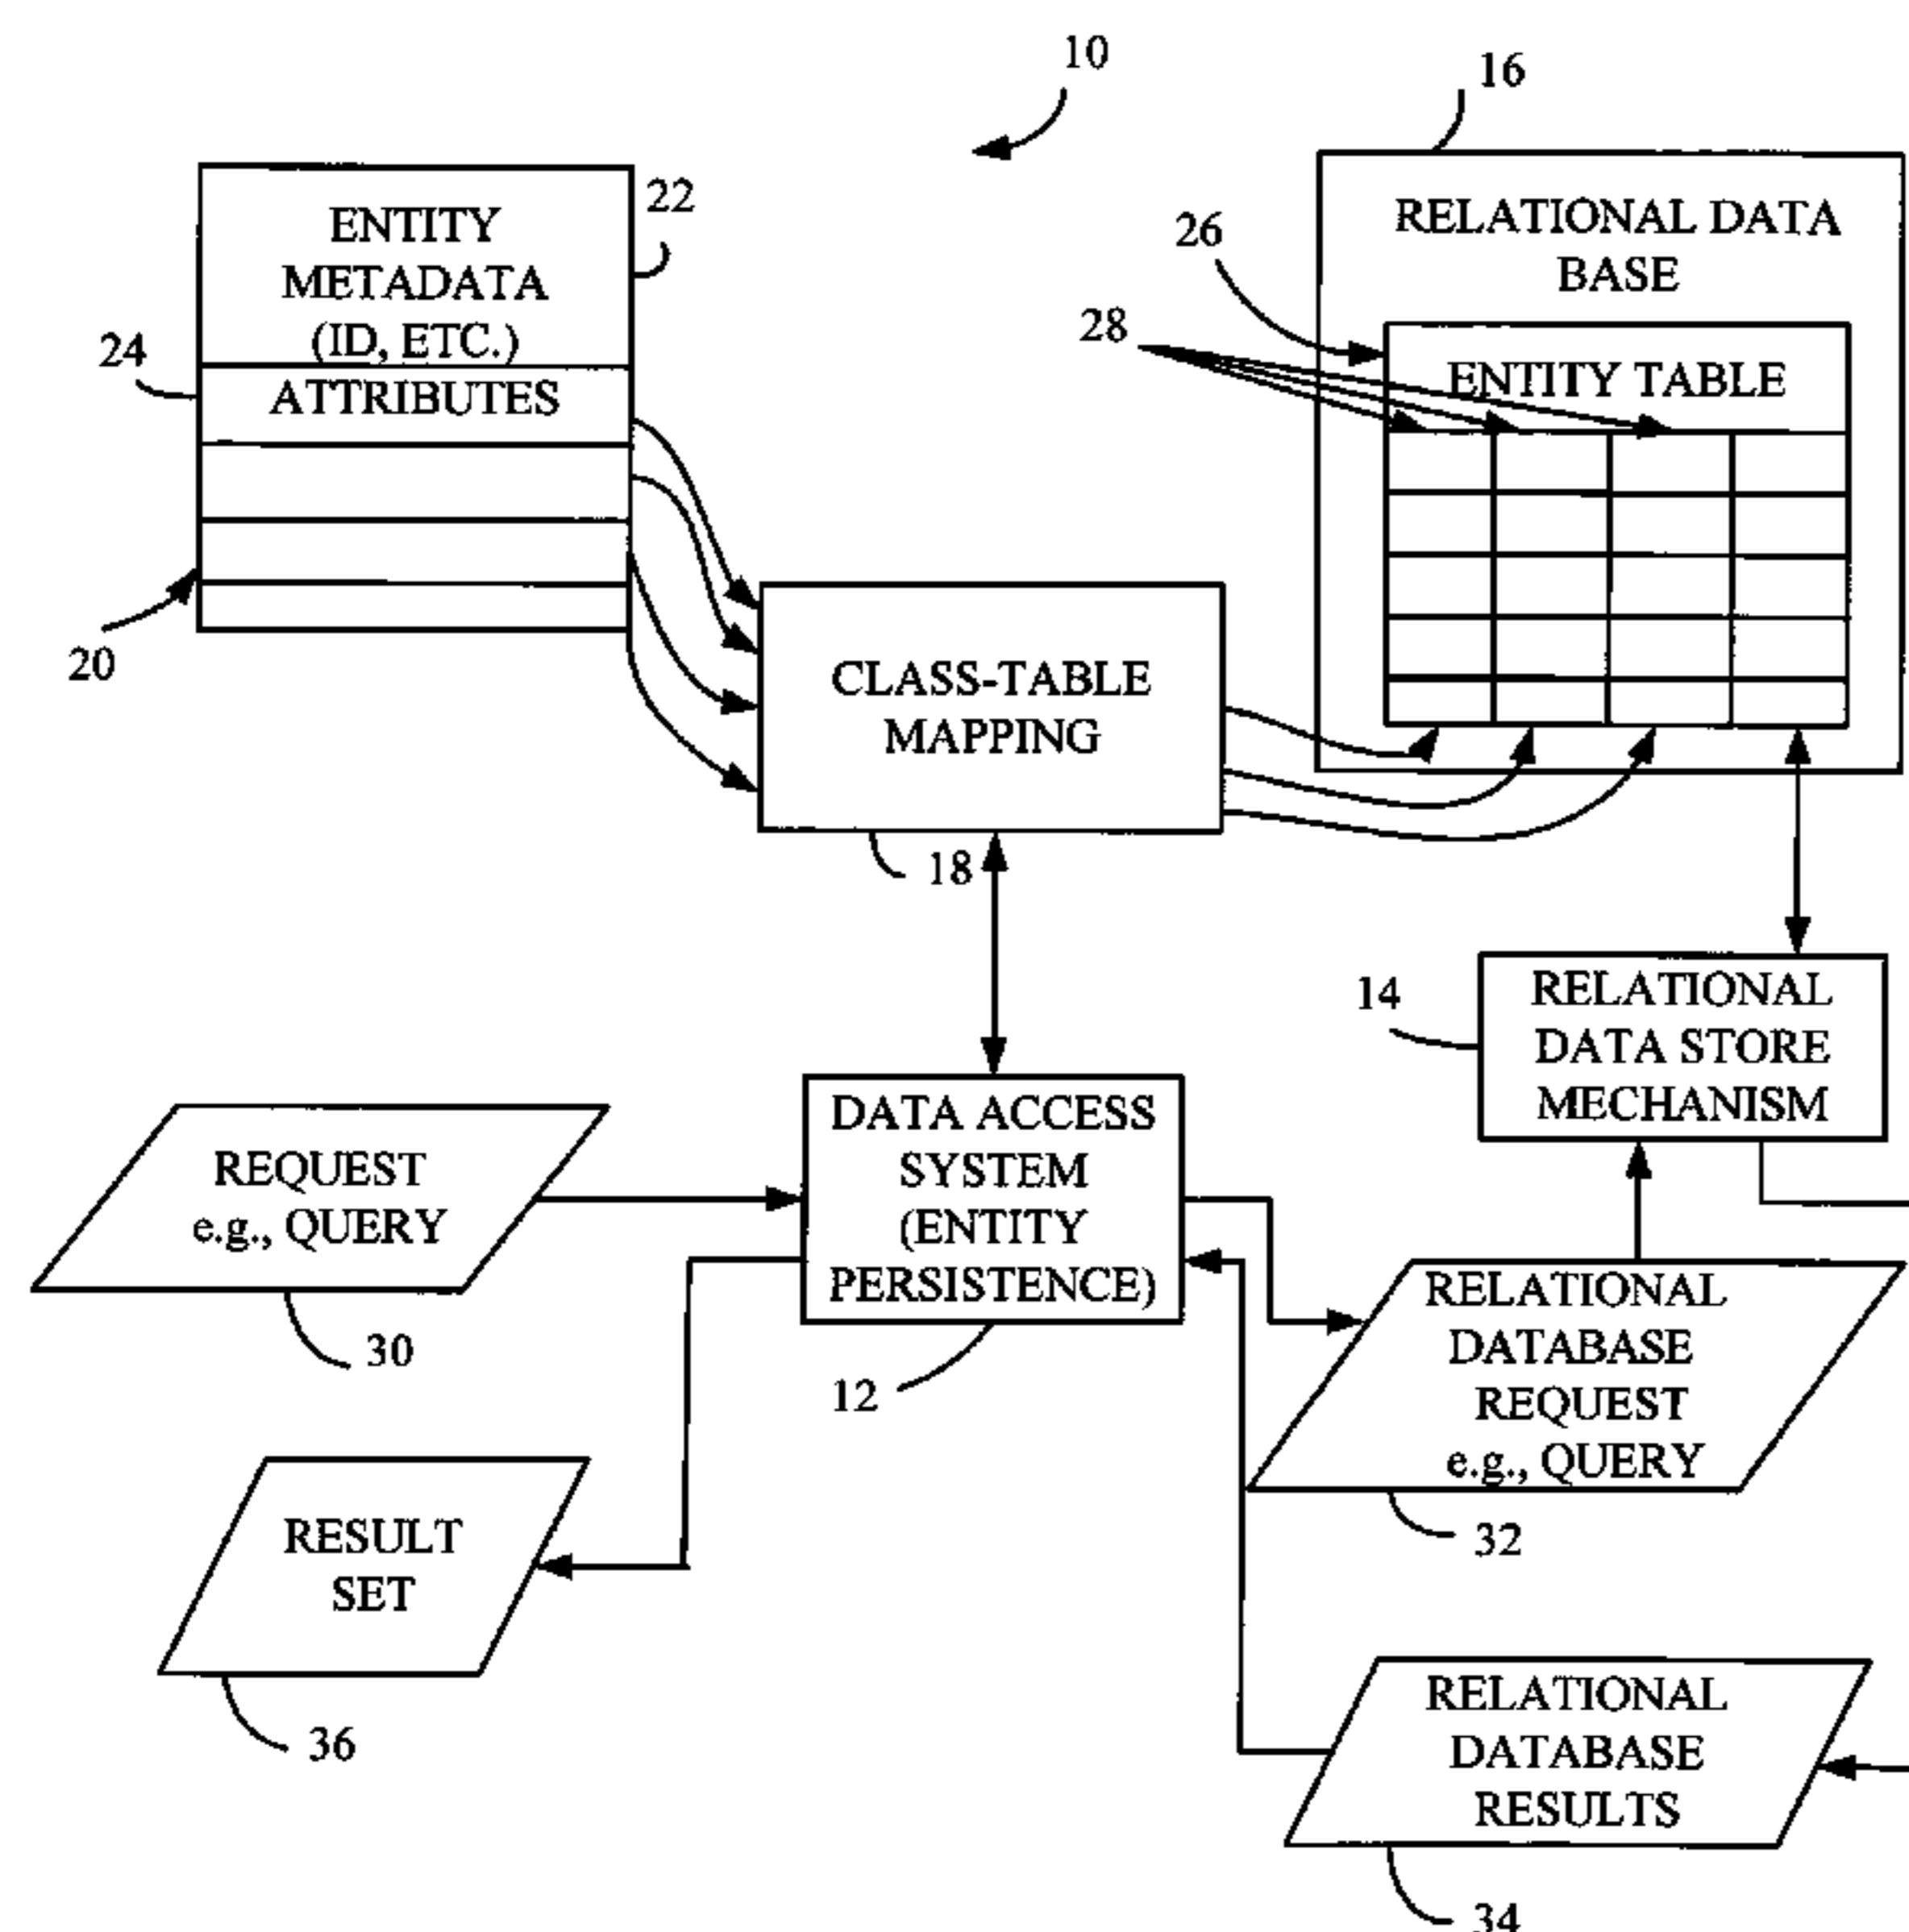 10
16
ENTITY
METADATA
(ID, ETC.)
22
24
ATTRIBUTES
20
RELATIONAL DATA
BASE
26
28
ENTITY TABLE
CLASS-TABLE
MAPPING
18
RELATIONAL
DATA STORE
MECHANISM
14
REQUEST
e.g., QUERY
30
DATA ACCESS
SYSTEM
(ENTITY
PERSISTENCE)
12
RELATIONAL
DATABASE
REQUEST
e.g., QUERY
32
RESULT
SET
36
RELATIONAL
DATABASE
RESULTS
34